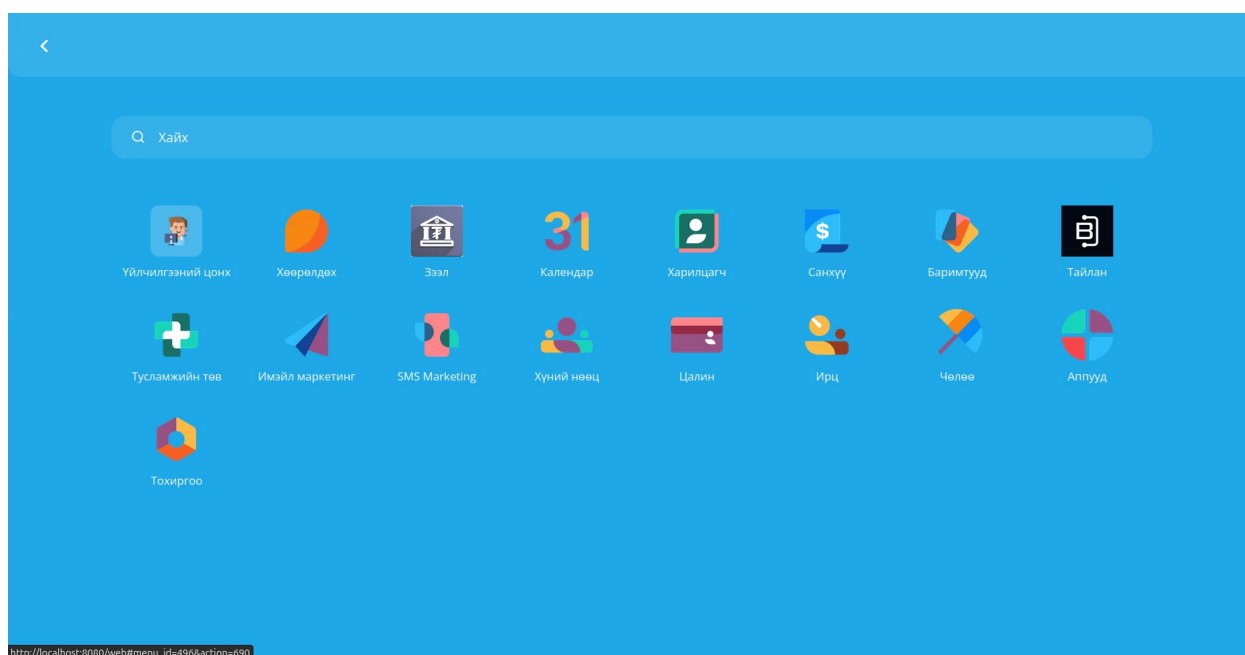 Хайх
31
$
Үйлчилгээний цонх
Хөөрөлдөх
Зээл
Календар
Харилцагч
Санхүү
Баримтууд
Тайлан
Тусламжийн төв
Имэйл маркетинг
SMS Marketing
Хүний нөөц
Цалин
Ирц
Чөлөө
Аппууд
Тохиргоо
http://localhost:8080/web#menu_id=496&action=690